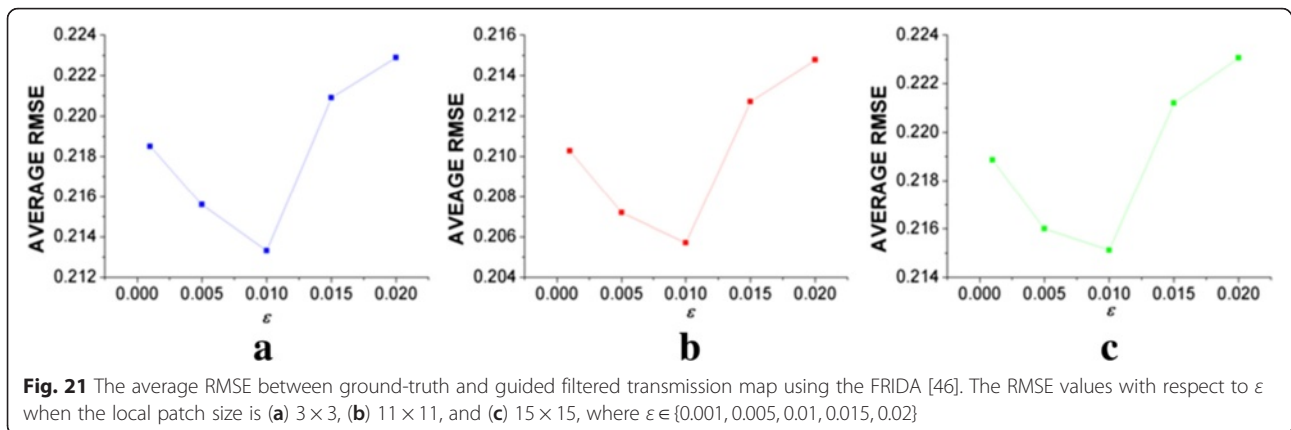 0.224
0.222
0.220
0.218
0.216
0.214
0.212
AVERAGE RMSE
0.000 0.005 0.010 0.015 0.020
ε
a
0.216
0.214
0.212
0.210
0.208
0.206
0.204
AVEAGE RMSE
0.000 0.005 0.010 0.015 0.020
ε
b
0.224
0.222
0.220
0.218
0.216
0.214
AVERAGE RMSE
0.000 0.005 0.010 0.015 0.020
ε
c
Fig. 21 The average RMSE between ground-truth and guided filtered transmission map using the FRIDA [46]. The RMSE values with respect to ε
when the local patch size is (a) 3 × 3, (b) 11 × 11, and (c) 15 × 15, where ε ∈ {0.001, 0.005, 0.01, 0.015, 0.02}